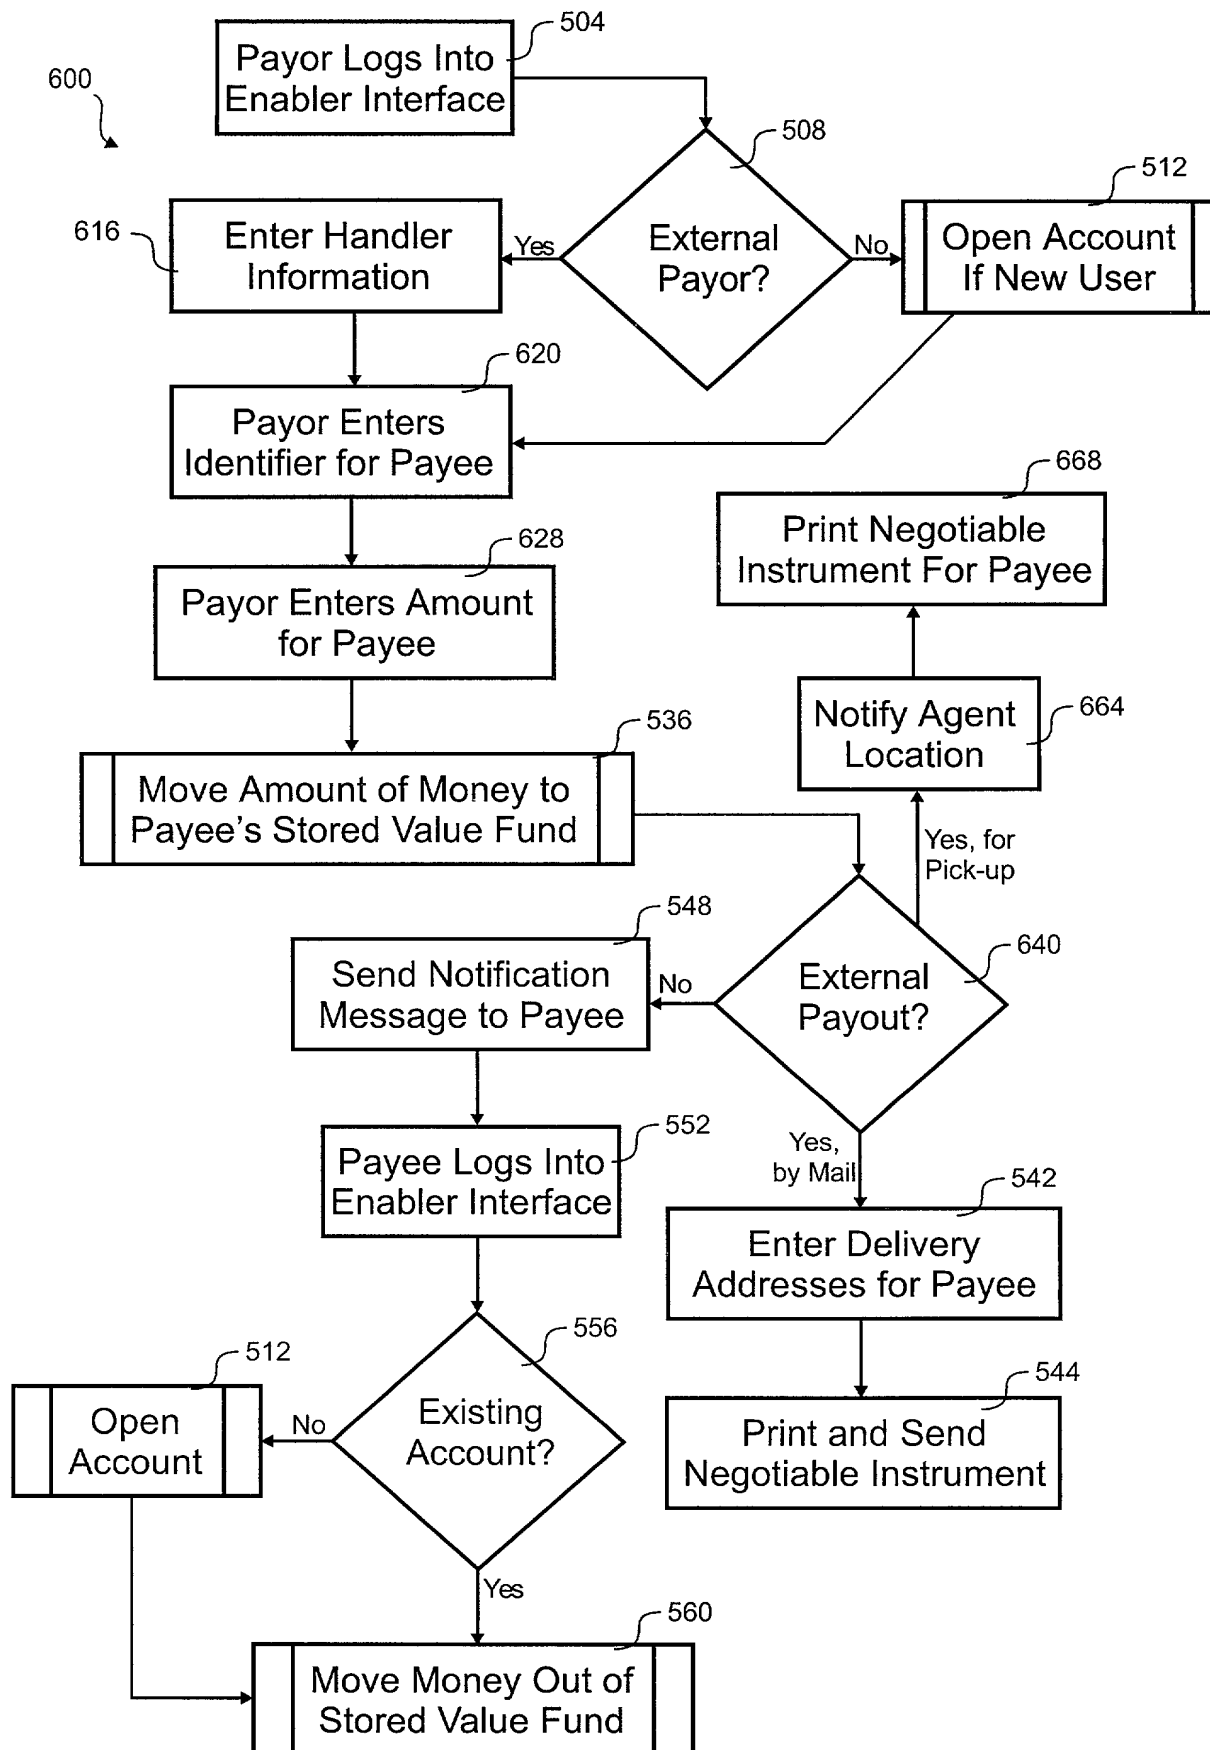 504
Payor Logs Into
Enabler Interface
600
508
External
Payor?
Yes
No
512
Open Account
If New User
616
Enter Handler
Information
620
Payor Enters
Identifier for Payee
628
Payor Enters Amount
for Payee
668
Print Negotiable
Instrument For Payee
664
Notify Agent
Location
536
Move Amount of Money to
Payee's Stored Value Fund
Yes, for
Pick-up
640
External
Payout?
No
548
Send Notification
Message to Payee
552
Payee Logs Into
Enabler Interface
Yes,
by Mail
542
Enter Delivery
Addresses for Payee
544
Print and Send
Negotiable Instrument
556
Existing
Account?
No
512
Open
Account
Yes
560
Move Money Out of
Stored Value Fund